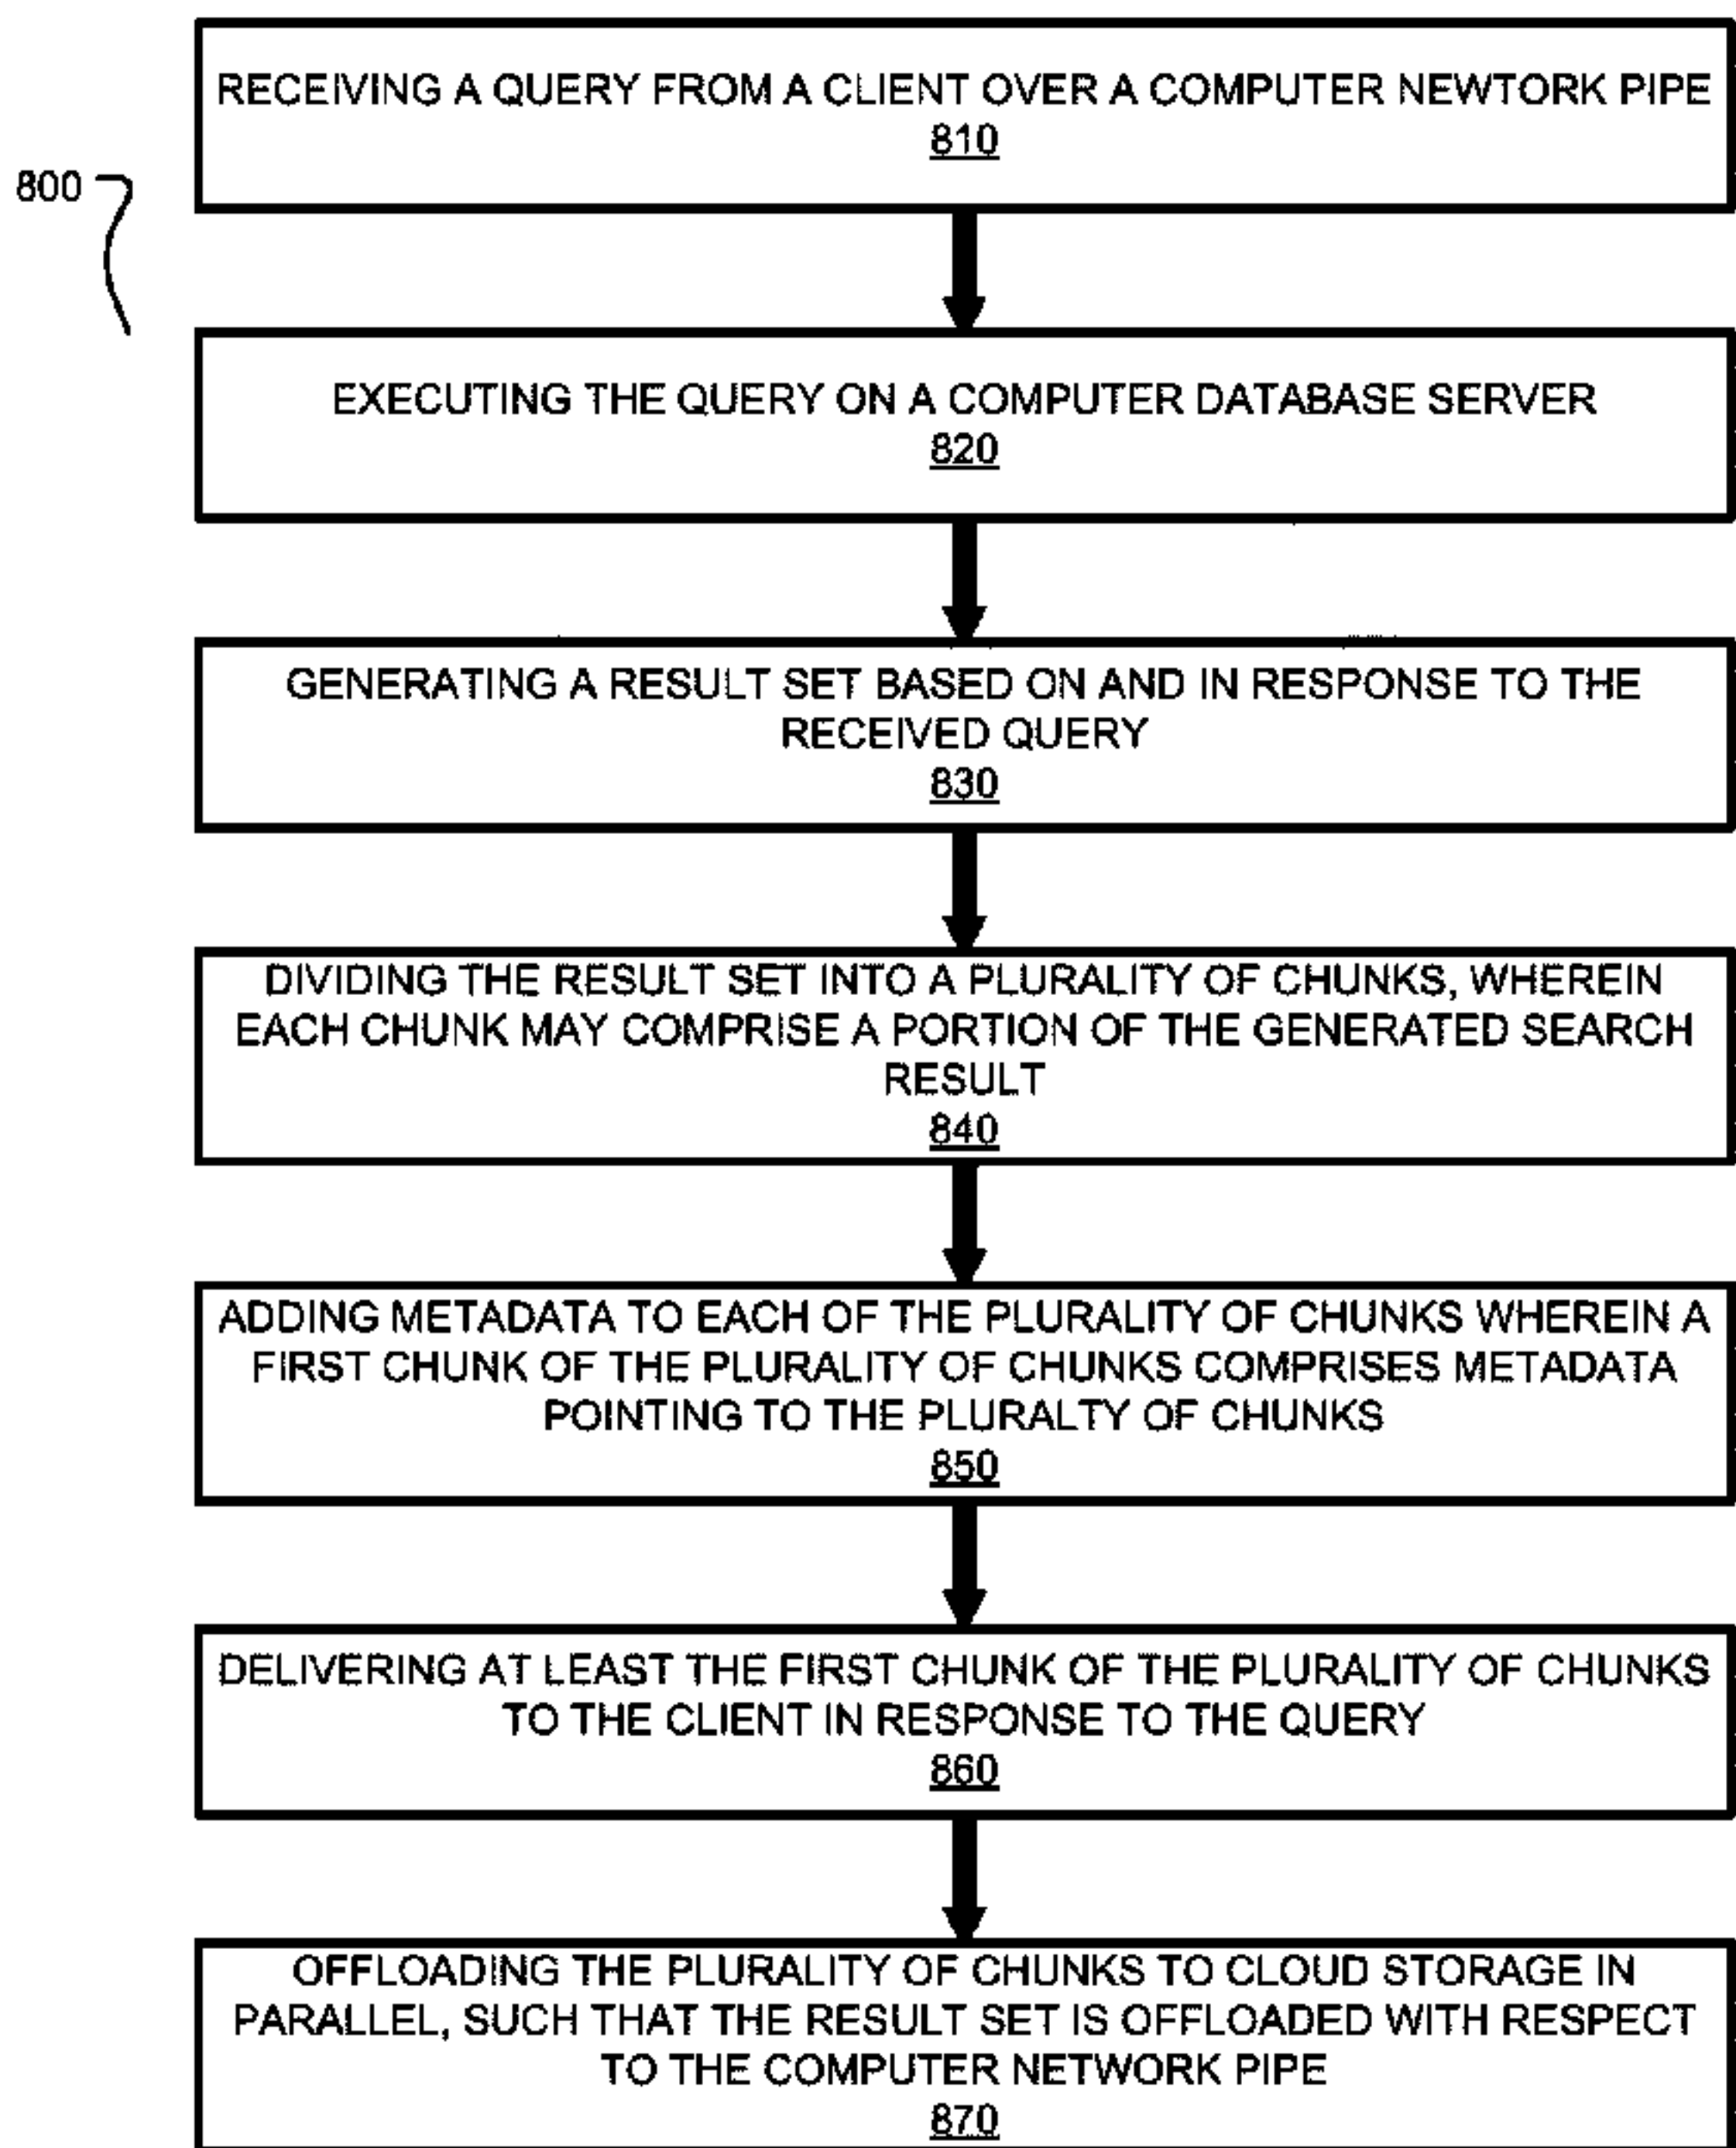 RECEIVING A QUERY FROM A CLIENT OVER A COMPUTER NEWTORK PIPE
810
800
EXECUTING THE QUERY ON A COMPUTER DATABASE SERVER
820
GENERATING A RESULT SET BASED ON AND IN RESPONSE TO THE
RECEIVED QUERY
830
DIVIDING THE RESULT SET INTO A PLURALITY OF CHUNKS, WHEREIN
EACH CHUNK MAY COMPRISE A PORTION OF THE GENERATED SEARCH
RESULT
840
ADDING METADATA TO EACH OF THE PLURALITY OF CHUNKS WHEREIN A
FIRST CHUNK OF THE PLURALITY OF CHUNKS COMPRISES METADATA
POINTING TO THE PLURALTY OF CHUNKS
850
DELIVERING AT LEAST THE FIRST CHUNK OF THE PLURALITY OF CHUNKS
TO THE CLIENT IN RESPONSE TO THE QUERY
860
OFFLOADING THE PLURALITY OF CHUNKS TO CLOUD STORAGE IN
PARALLEL, SUCH THAT THE RESULT SET IS OFFLOADED WITH RESPECT
TO THE COMPUTER NETWORK PIPE
870